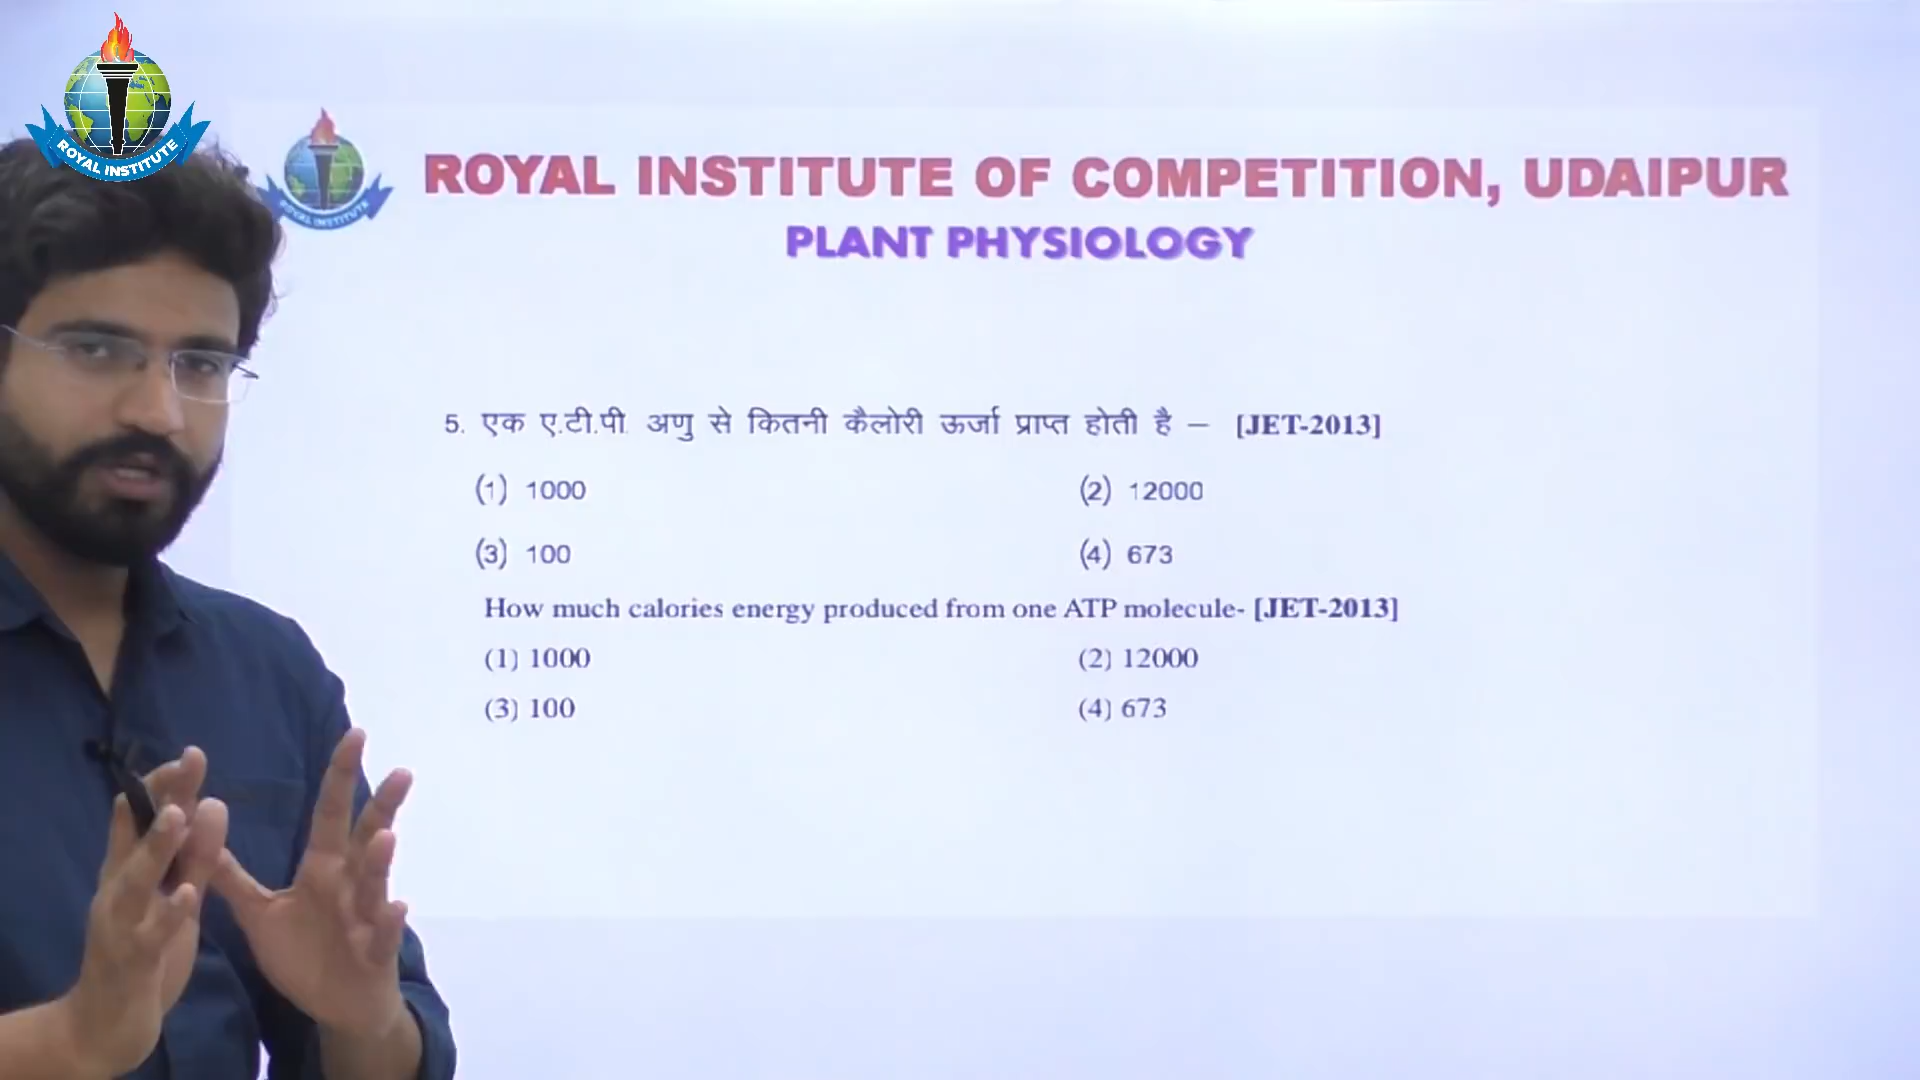 ROYAL INSTITUTE
ROYAL INSTITUTE
ROYAL INSTITUTE OF COMPETITION, UDAIPUR
PLANT PHYSIOLOGY
5. एक ए.टी.पी. अणु से कितनी कैलोरी ऊर्जा प्राप्त होती है – [JET-2013]
(1) 1000 (2) 12000
(3) 100 (4) 673
How much calories energy produced from one ATP molecule- [JET-2013]
(1) 1000 (2) 12000
(3) 100 (4) 673